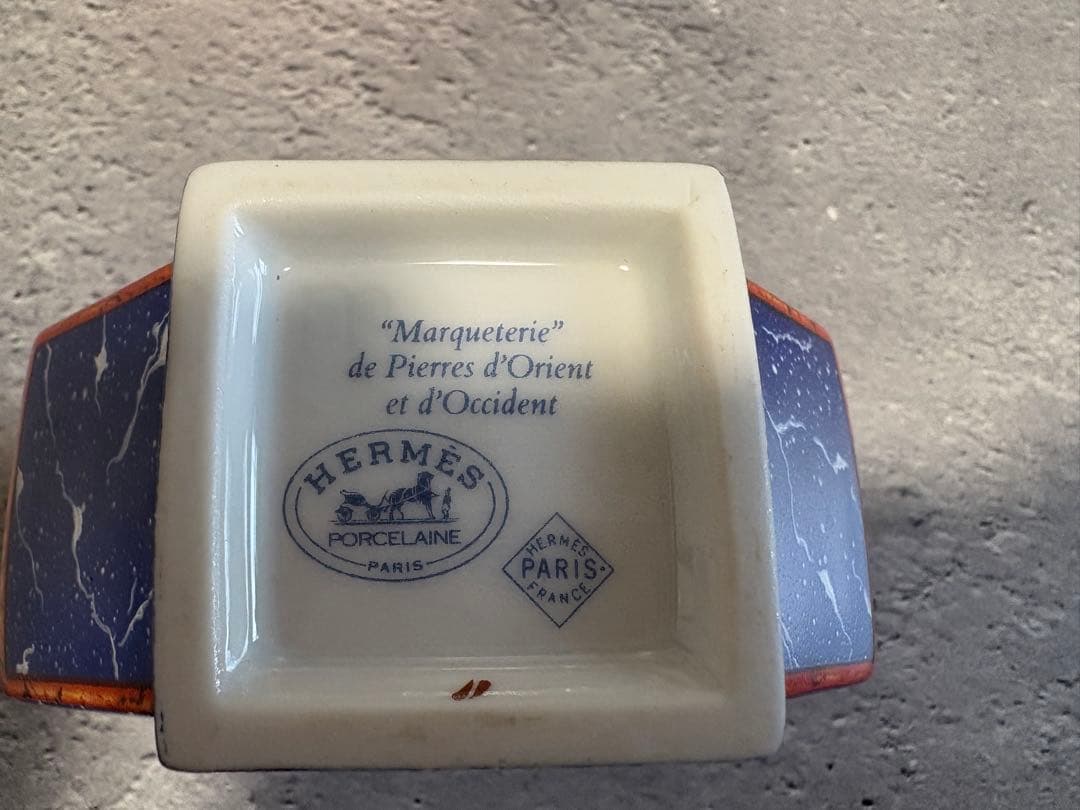 “Marqueterie”
de Pierres d’Orient
et d’Occident
HERMÈS
PORCELAINE
PARIS
HERMÈS
PARIS
FRANCE